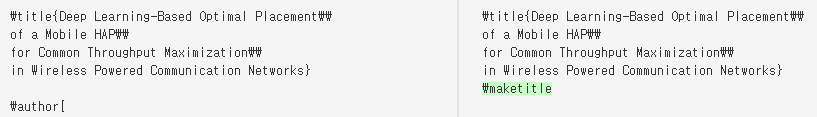 ₩title{Deep Learning-Based Optimal Placement₩₩
of a Mobile HAP₩₩
for Common Throughput Maximization₩₩
in Wireless Powered Communication Networks}
₩author[
₩title{Deep Learning-Based Optimal Placement₩₩
of a Mobile HAP₩₩
for Common Throughput Maximization₩₩
in Wireless Powered Communication Networks}
₩maketitle